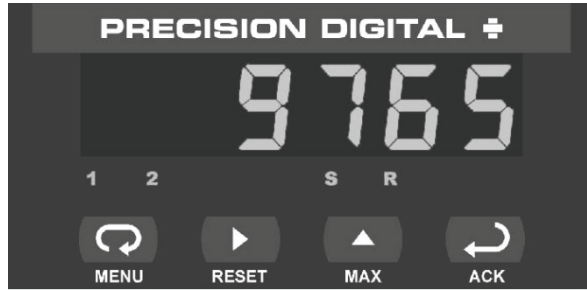 PRECISION DIGITAL
9765
1 2 S R
MENU RESET MAX ACK